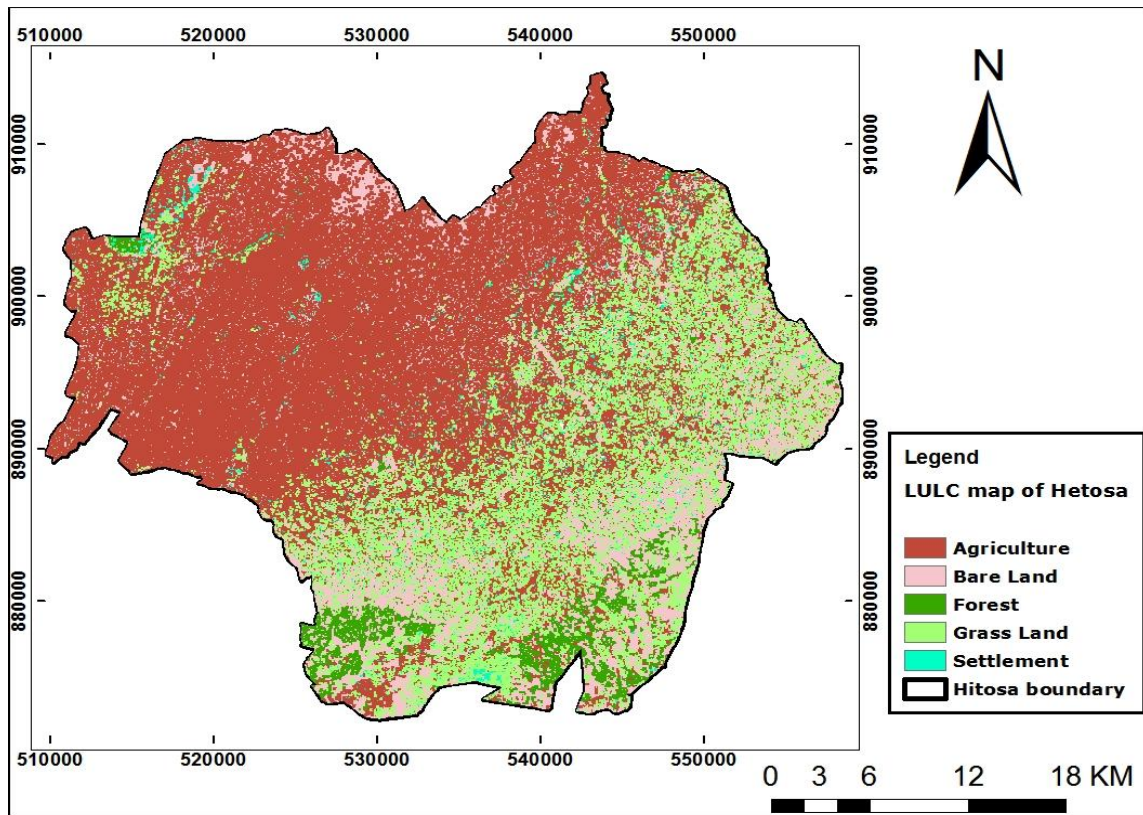 510000 520000 530000 540000 550000
N
910000 910000
900000 900000
890000 890000
880000 880000
Legend
LULC map of Hetosa
Agriculture
Bare Land
Forest
Grass Land
Settlement
Hitosa boundary
510000 520000 530000 540000 550000
0 3 6 12 18 KM